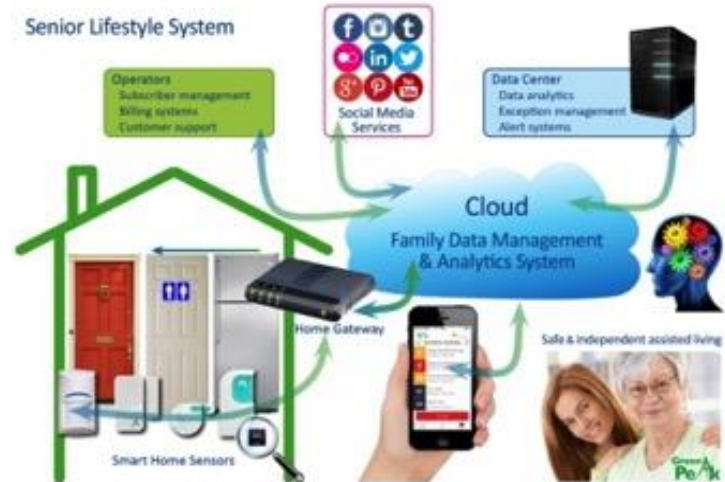 Senior Lifestyle System
Operators
Subscriber management
Billing systems
Customer support
Social Media
Services
Data Center
Data analytics
Exception management
Alert systems
Cloud
Family Data Management
& Analytics System
Home Gateway
Smart Home Sensors
Safe & independent assisted living
GreenPeak